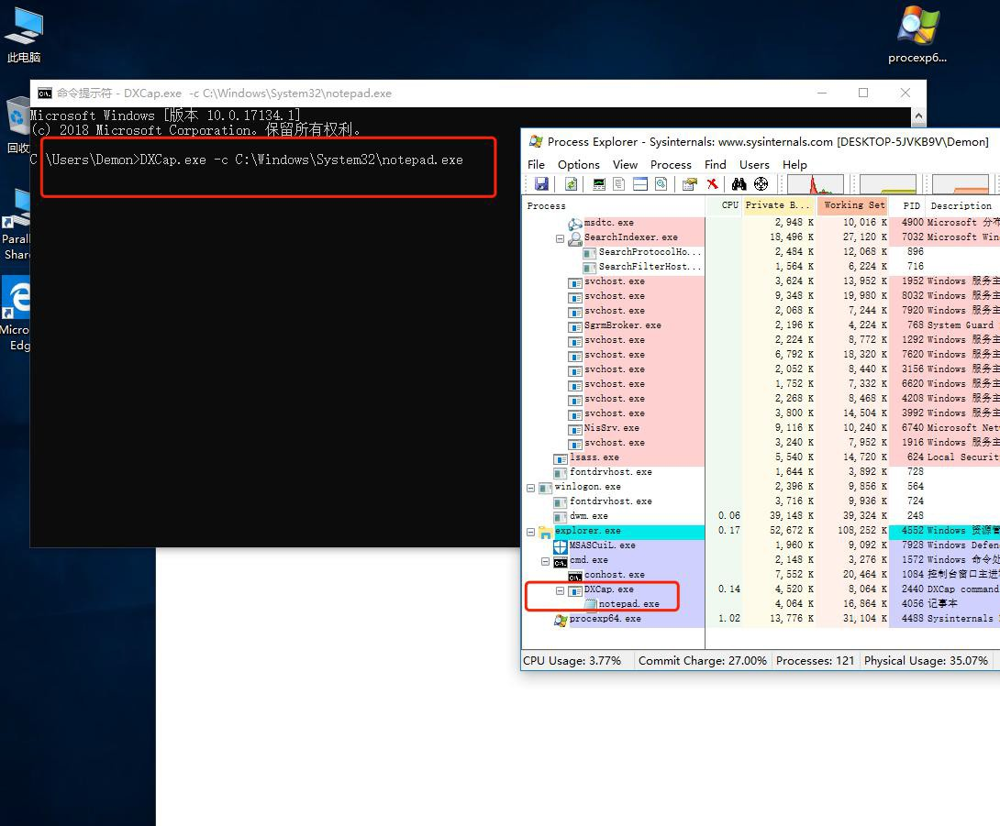 此电脑
procexp6...
命令提示符 - DXCap.exe -c C:\Windows\System32\notepad.exe
Microsoft Windows [版本 10.0.17134.1]
(c) 2018 Microsoft Corporation。保留所有权利。
C:\Users\Demon>DXCap.exe -c C:\Windows\System32\notepad.exe
回收
Parall
Share
Micro
Edg
Process Explorer - Sysinternals: www.sysinternals.com [DESKTOP-5JVKB9V\Demon]
File Options View Process Find Users Help
Process CPU Private B... Working Set PID Description
msdtc.exe 2,948 K 10,016 K 4900 Microsoft 分布
SearchIndexer.exe 18,496 K 27,120 K 7032 Microsoft Win
SearchProtocolHo... 2,484 K 12,068 K 896
SearchFilterHost... 1,564 K 6,224 K 716
svchost.exe 3,624 K 13,952 K 1952 Windows 服务主
svchost.exe 9,348 K 19,980 K 8032 Windows 服务主
svchost.exe 2,068 K 7,244 K 7920 Windows 服务主
SgrmBroker.exe 2,196 K 4,224 K 768 System Guard
svchost.exe 2,224 K 8,772 K 1292 Windows 服务主
svchost.exe 6,792 K 18,320 K 7620 Windows 服务主
svchost.exe 2,052 K 8,440 K 3156 Windows 服务主
svchost.exe 1,752 K 7,332 K 6620 Windows 服务主
svchost.exe 2,268 K 8,468 K 4208 Windows 服务主
svchost.exe 3,800 K 14,504 K 3992 Windows 服务主
NisSrv.exe 9,116 K 10,240 K 6740 Microsoft Net
svchost.exe 3,240 K 7,952 K 1916 Windows 服务主
lsass.exe 5,540 K 14,720 K 624 Local Securit
fontdrvhost.exe 1,644 K 3,892 K 728
winlogon.exe 2,396 K 9,856 K 564
fontdrvhost.exe 3,716 K 9,936 K 724
dwm.exe 0.06 39,148 K 39,324 K 248
explorer.exe 0.17 52,672 K 108,252 K 4552 Windows 资源管
MSASCuiL.exe 1,960 K 9,092 K 7928 Windows Defen
cmd.exe 2,148 K 3,276 K 1572 Windows 命令处
conhost.exe 7,552 K 20,464 K 1084 控制台窗口主进
DXCap.exe 0.14 4,520 K 8,064 K 2440 DXCap command
notepad.exe 4,064 K 16,864 K 4056 记事本
procexp64.exe 1.02 13,776 K 31,104 K 4488 Sysinternals
CPU Usage: 3.77% Commit Charge: 27.00% Processes: 121 Physical Usage: 35.07%